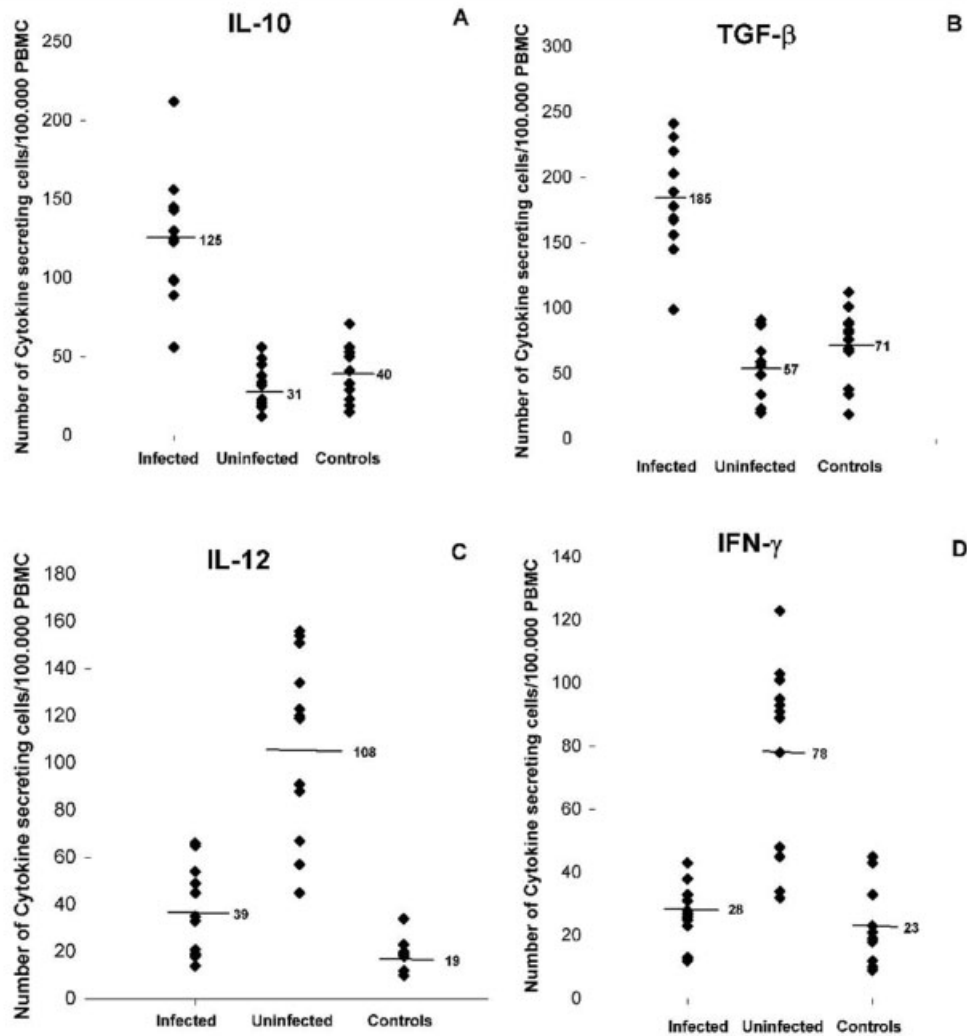 IL-10
A
Number of Cytokine secreting cells/100.000 PBMC
250
200
150
100
50
0
125
31
40
Infected Uninfected Controls
TGF-β
B
Number of Cytokine secreting cells/100.000 PBMC
300
250
200
150
100
50
0
185
57
71
Infected Uninfected Controls
IL-12
C
Number of Cytokine secreting cells/100.000 PBMC
180
160
140
120
100
80
60
40
20
0
39
108
19
Infected Uninfected Controls
IFN-γ
D
Number of Cytokine secreting cells/100.000 PBMC
140
120
100
80
60
40
20
0
28
78
23
Infected Uninfected Controls